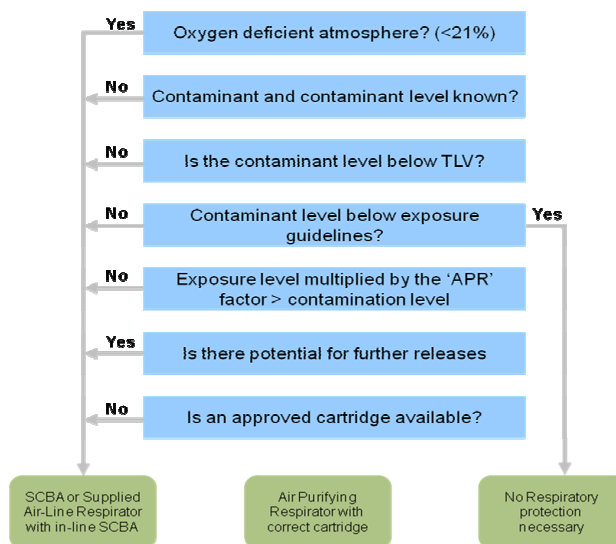 Yes
Oxygen deficient atmosphere? (<21%)
No
Contaminant and contaminant level known?
No
Is the contaminant level below TLV?
No
Contaminant level below exposure
guidelines?
Yes
No
Exposure level multiplied by the ‘APR’
factor > contamination level
Yes
Is there potential for further releases
No
Is an approved cartridge available?
SCBA or Supplied
Air-Line Respirator
with in-line SCBA
Air Purifying
Respirator with
correct cartridge
No Respiratory
protection
necessary